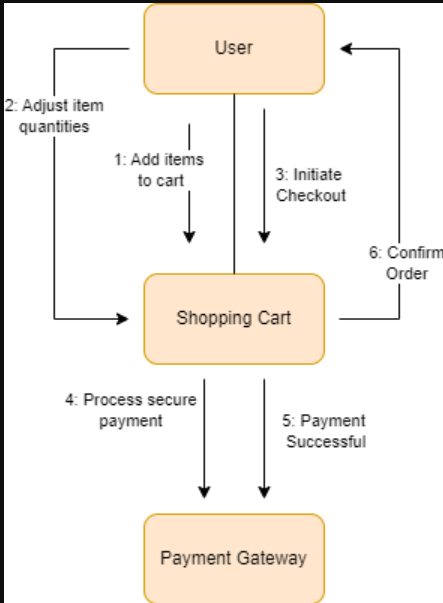 User
2: Adjust item
quantities
1: Add items
to cart
3: Initiate
Checkout
6: Confirm
Order
Shopping Cart
4: Process secure
payment
5: Payment
Successful
Payment Gateway